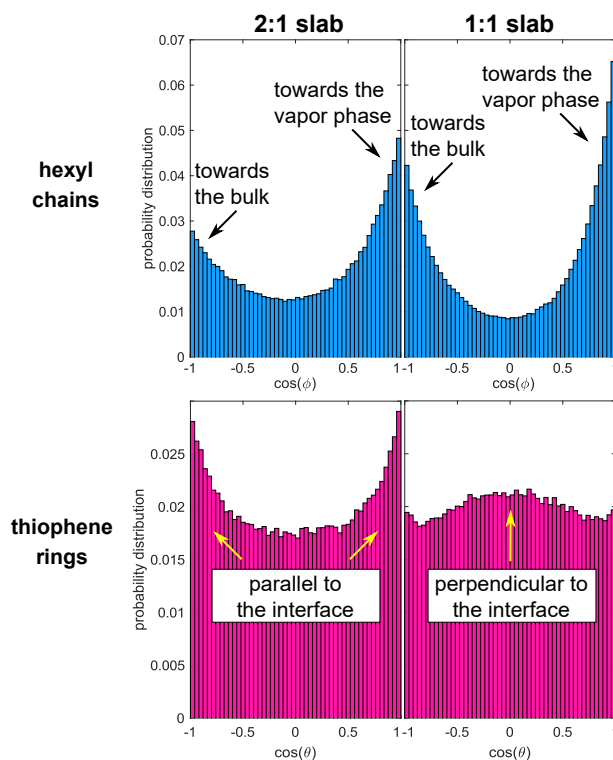 2:1 slab
1:1 slab
hexyl
chains
probability distribution
0.07
0.06
0.05
0.04
0.03
0.02
0.01
0
towards the
vapor phase
towards
the bulk
-1
-0.5
0
0.5
1
cos(ϕ)
towards the
vapor phase
towards
the bulk
-1
-0.5
0
0.5
1
cos(ϕ)
thiophene
rings
probability distribution
0.025
0.02
0.015
0.01
0.005
0
parallel to
the interface
-1
-0.5
0
0.5
1
cos(θ)
perpendicular to
the interface
-1
-0.5
0
0.5
1
cos(θ)